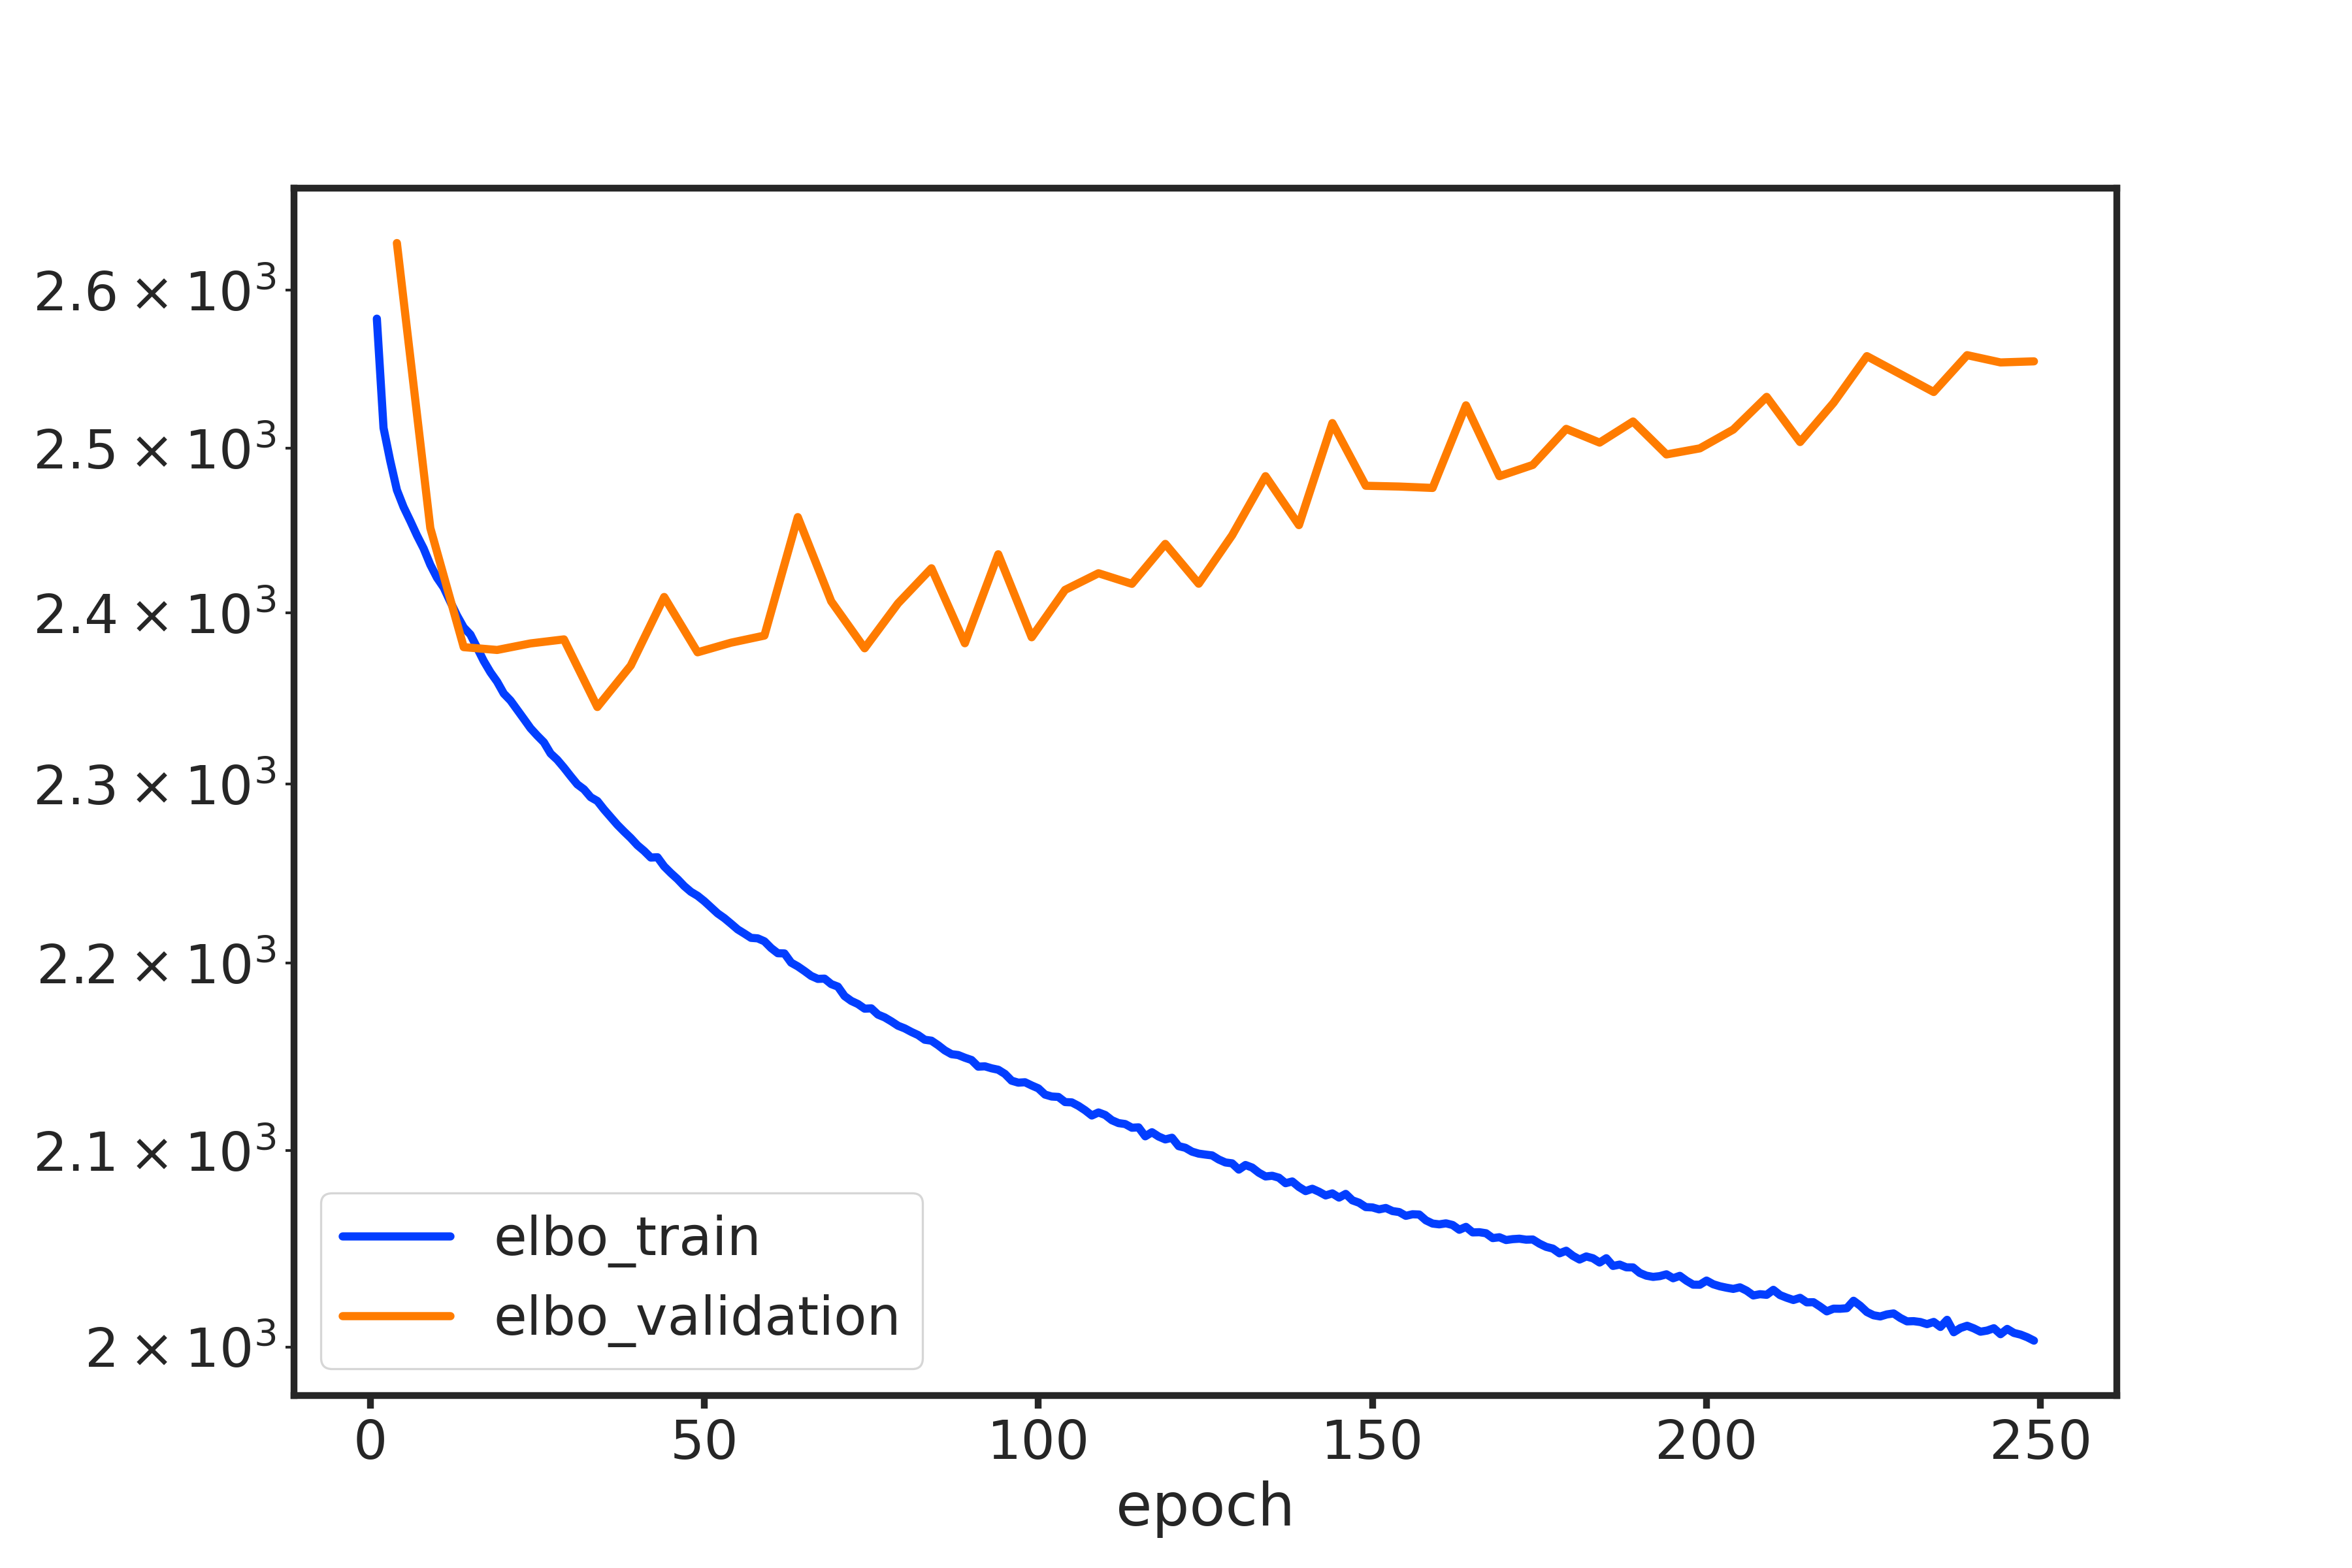 2.6 × 10³
2.5 × 10³
2.4 × 10³
2.3 × 10³
2.2 × 10³
2.1 × 10³
2 × 10³
elbo_train
elbo_validation
0 50 100 150 200 250
epoch